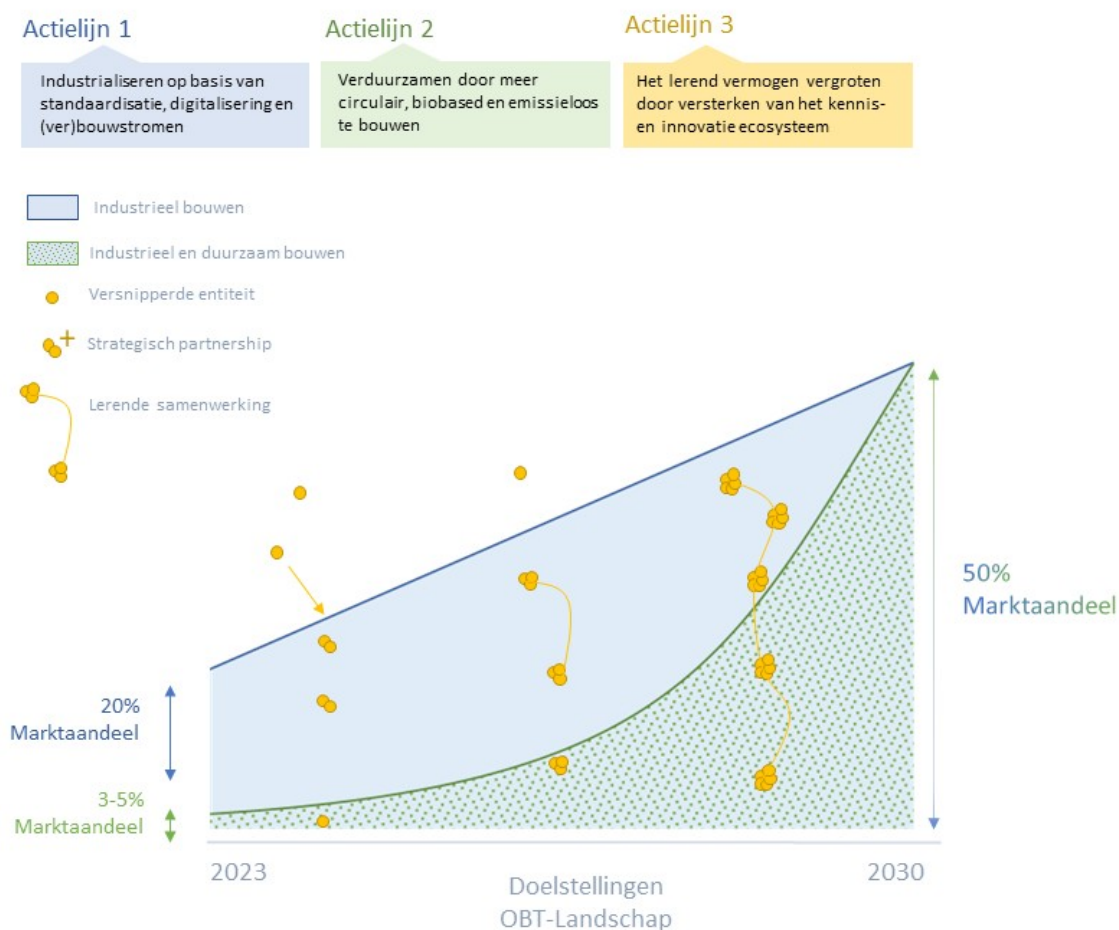 Actielijn 1
Industrialiseren op basis van
standaardisatie, digitalisering en
(ver)bouwstromen
Actielijn 2
Verduurzamen door meer
circulair, biobased en emissieloos
te bouwen
Actielijn 3
Het lerend vermogen vergroten
door versterken van het kennis-
en innovatie ecosysteem
Industrieel bouwen
Industrieel en duurzaam bouwen
Versnipperde entiteit
Strategisch partnership
Lerende samenwerking
20%
Marktaandeel
3-5%
Marktaandeel
50%
Marktaandeel
2023
2030
Doelstellingen
OBT-Landschap